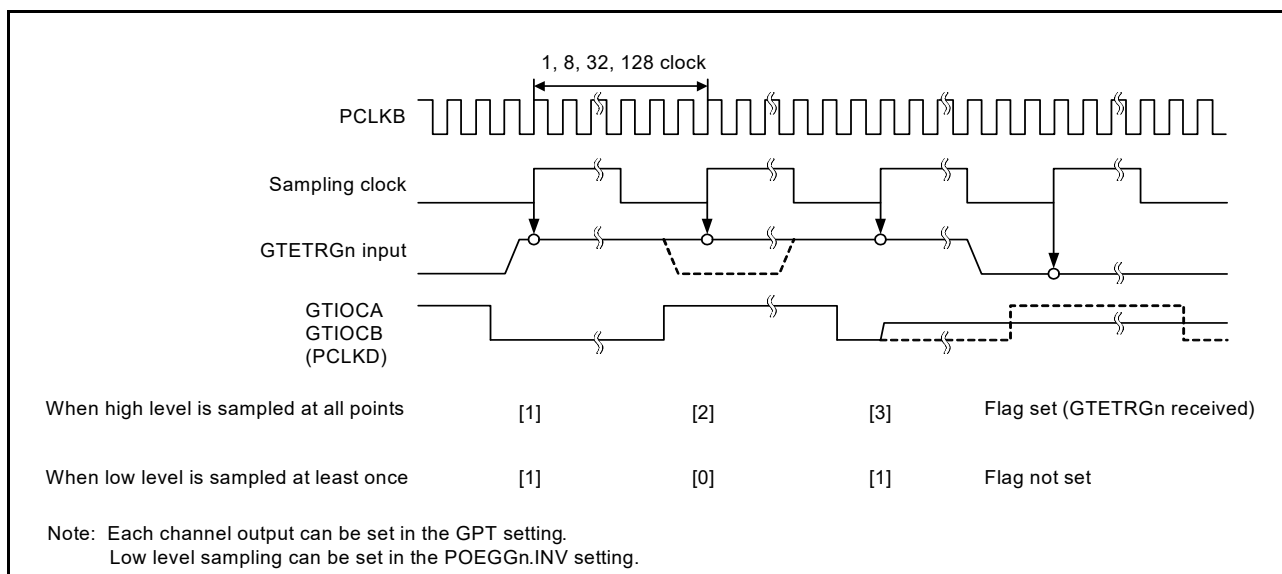 1, 8, 32, 128 clock
PCLKB
Sampling clock
GTETRGn input
GTIOCA
GTIOCB
(PCLKD)
When high level is sampled at all points [1] [2] [3] Flag set (GTETRGn received)
When low level is sampled at least once [1] [0] [1] Flag not set
Note: Each channel output can be set in the GPT setting.
Low level sampling can be set in the POEGGn.INV setting.